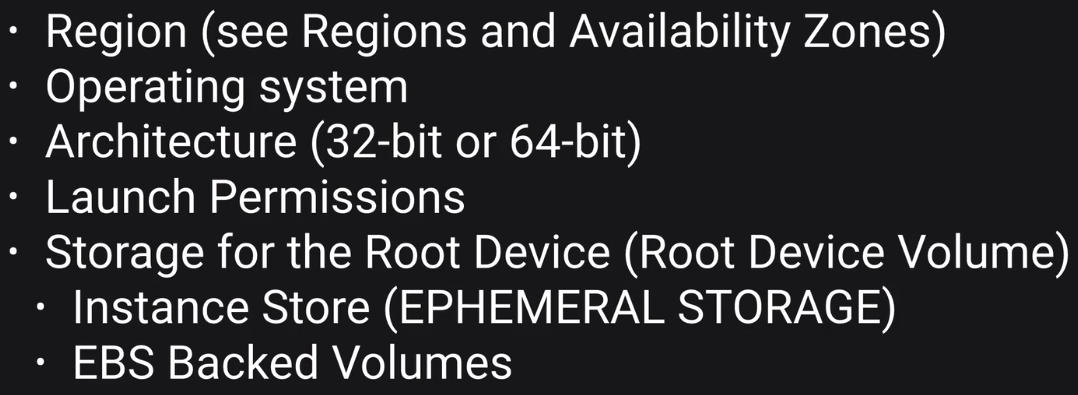 • Region (see Regions and Availability Zones)
• Operating system
• Architecture (32-bit or 64-bit)
• Launch Permissions
• Storage for the Root Device (Root Device Volume)
• Instance Store (EPHEMERAL STORAGE)
• EBS Backed Volumes